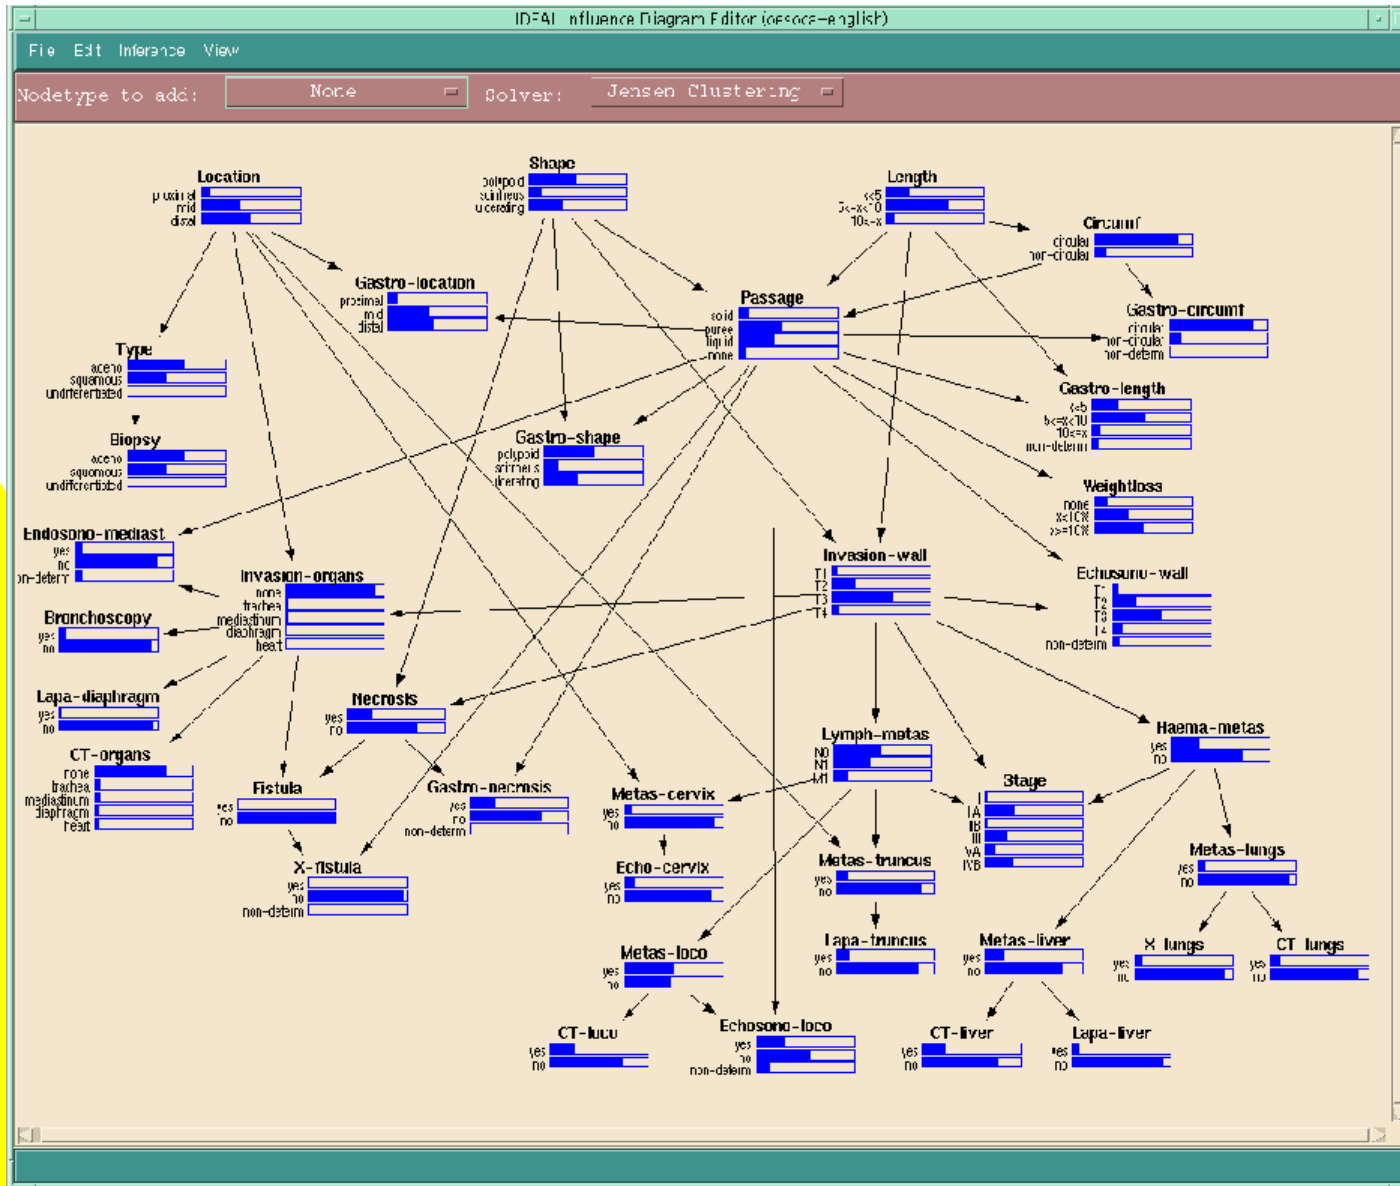 IDEAL Influence Diagram Editor (oesoca-english)
File Edit Inference View
Nodetype to add: None Solver: Jensen Clustering
Location
proximal
mid
distal
Shape
polypoid
scirrheus
ulcerating
Length
x<5
5<=x<10
10<=x
Circumf
circular
non-circular
Gastro-location
proximal
mid
distal
Passage
solid
puree
liquid
none
Gastro-circumf
circular
non-circular
non-determ
Type
adeno
squamous
undifferentiated
Gastro-length
x<5
5<=x<10
10<=x
non-determ
Biopsy
adeno
squamous
undifferentiated
Gastro-shape
polypoid
scirrheus
ulcerating
Weightloss
none
x<10%
x>=10%
Endosono-mediast
yes
no
non-determ
Invasion-organs
none
trachea
mediastinum
diaphragm
heart
Invasion-wall
T1
T2
T3
T4
Echosono-wall
T1
T2
T3
T4
non-determ
Bronchoscopy
yes
no
Lapa-diaphragm
yes
no
Necrosis
yes
no
CT-organs
none
trachea
mediastinum
diaphragm
heart
Lymph-metas
N0
N1
M1
Haema-metas
yes
no
Fistula
yes
no
Gastro-necrosis
yes
no
non-determ
Metas-cervix
yes
no
Stage
I
IIA
IIB
III
IVA
IVB
X-fistula
yes
no
non-determ
Echo-cervix
yes
no
Metas-truncus
yes
no
Metas-lungs
yes
no
Metas-loco
yes
no
Lapa-truncus
yes
no
Metas-liver
yes
no
X-lungs
yes
no
CT-lungs
yes
no
CT-loco
yes
no
Echosono-loco
yes
no
non-determ
CT-liver
yes
no
Lapa-liver
yes
no